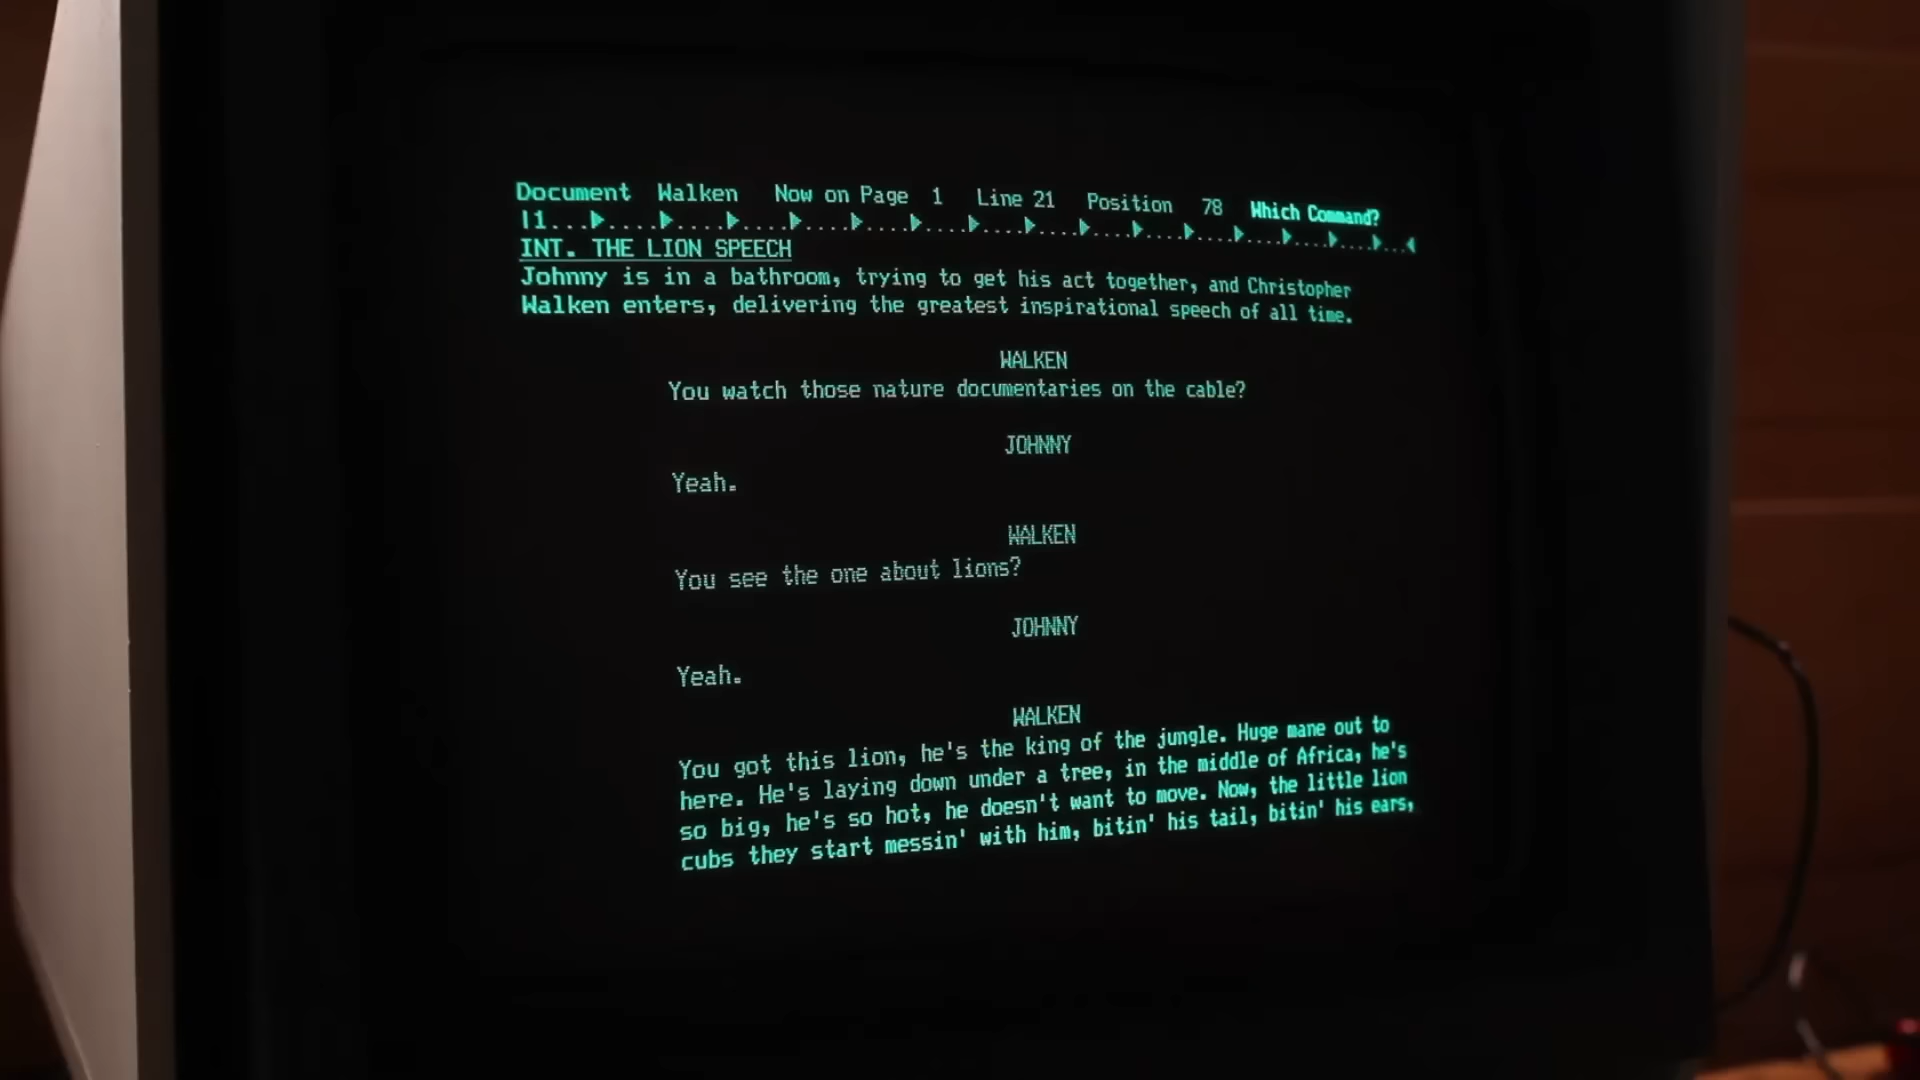 Document Walken Now on Page 1 Line 21 Position 78 Which Command?
|1...►....►....►....►....►....►....►....►....►....►....►....►....►....►....►...◄
INT. THE LION SPEECH
Johnny is in a bathroom, trying to get his act together, and Christopher
Walken enters, delivering the greatest inspirational speech of all time.
WALKEN
You watch those nature documentaries on the cable?
JOHNNY
Yeah.
WALKEN
You see the one about lions?
JOHNNY
Yeah.
WALKEN
You got this lion, he's the king of the jungle. Huge mane out to
here. He's laying down under a tree, in the middle of Africa, he's
so big, he's so hot, he doesn't want to move. Now, the little lion
cubs they start messin' with him, bitin' his tail, bitin' his ears,